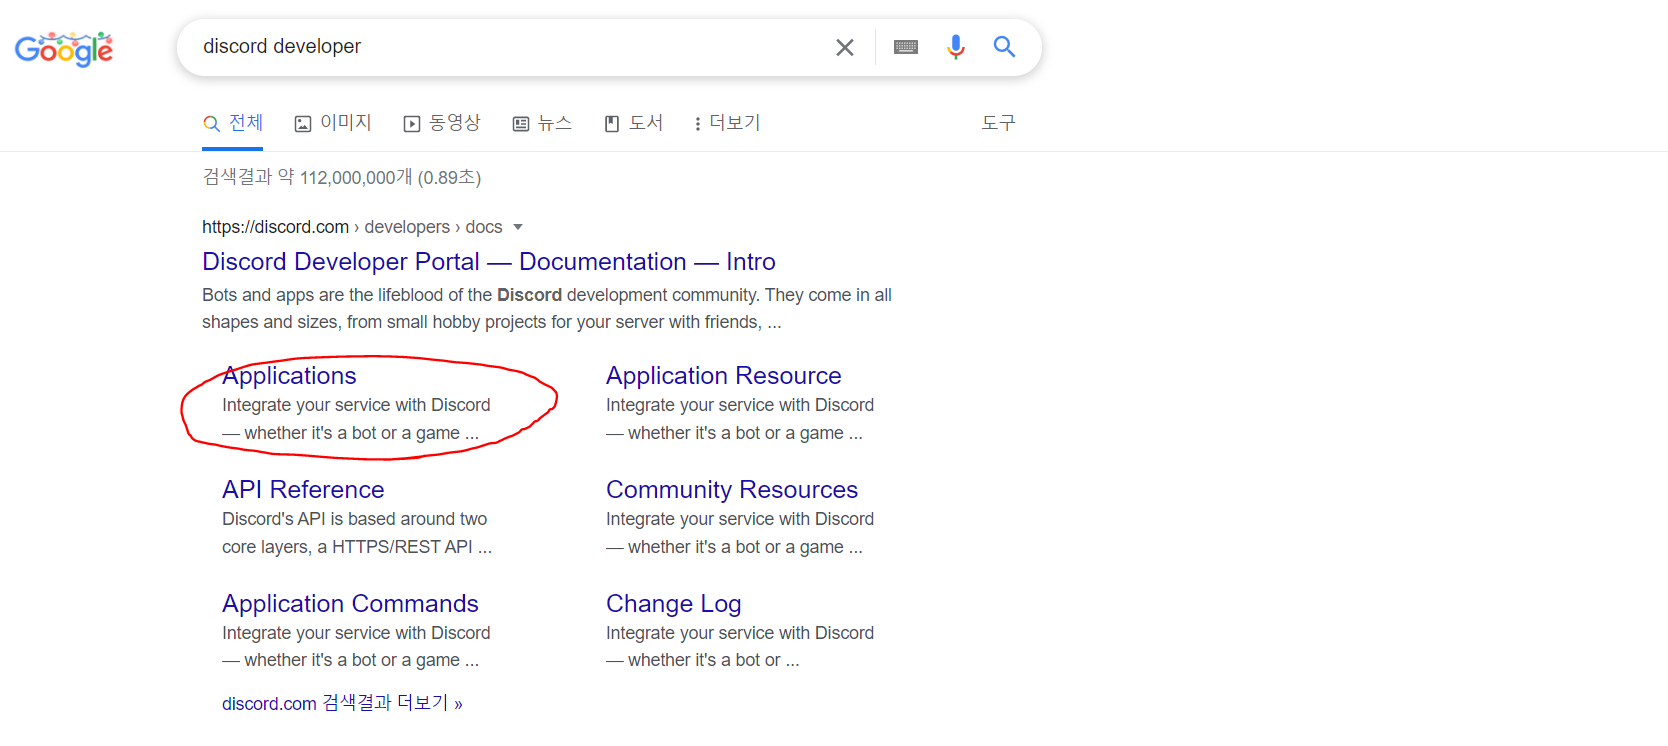 Google
discord developer
전체 이미지 동영상 뉴스 도서 더보기 도구
검색결과 약 112,000,000개 (0.89초)
https://discord.com › developers › docs
Discord Developer Portal — Documentation — Intro
Bots and apps are the lifeblood of the Discord development community. They come in all
shapes and sizes, from small hobby projects for your server with friends, ...
Applications
Integrate your service with Discord
— whether it's a bot or a game ...
Application Resource
Integrate your service with Discord
— whether it's a bot or a game ...
API Reference
Discord's API is based around two
core layers, a HTTPS/REST API ...
Community Resources
Integrate your service with Discord
— whether it's a bot or a game ...
Application Commands
Integrate your service with Discord
— whether it's a bot or a game ...
Change Log
Integrate your service with Discord
— whether it's a bot or ...
discord.com 검색결과 더보기 »